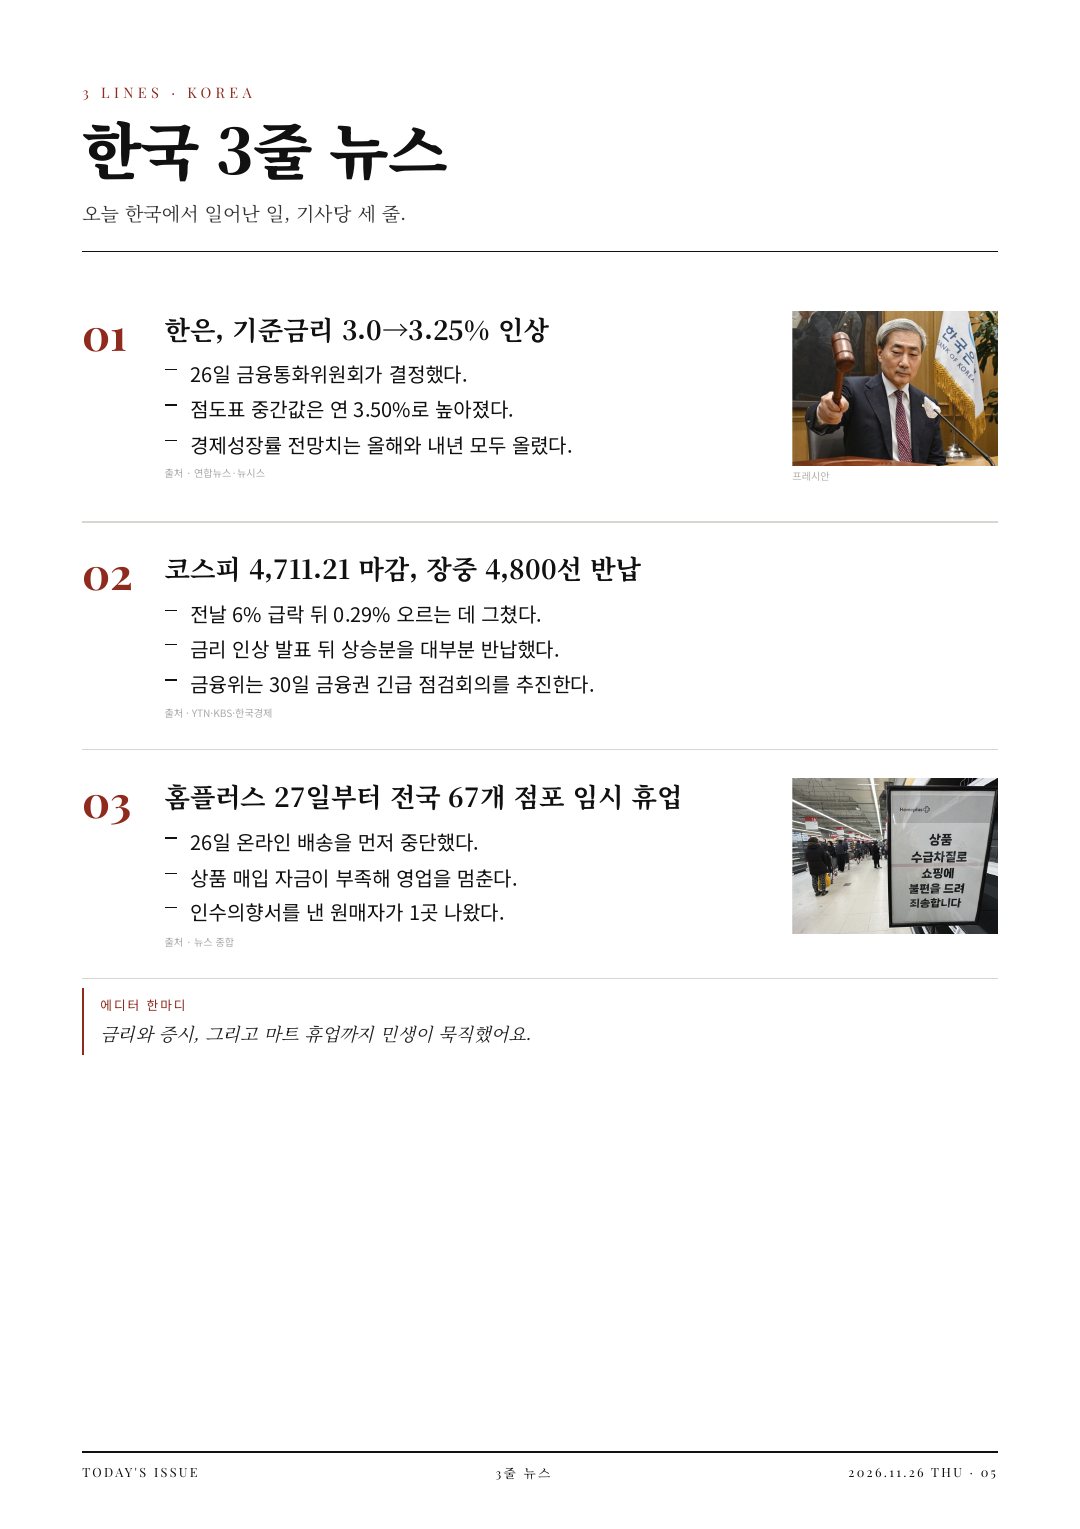 3 LINES · KOREA
한국 3줄 뉴스
오늘 한국에서 일어난 일, 기사당 세 줄.
01
한은, 기준금리 3.0→3.25% 인상
— 26일 금융통화위원회가 결정했다.
— 점도표 중간값은 연 3.50%로 높아졌다.
— 경제성장률 전망치는 올해와 내년 모두 올렸다.
출처 · 연합뉴스·뉴시스
한국은
BANK OF KOREA
프레시안
02
코스피 4,711.21 마감, 장중 4,800선 반납
— 전날 6% 급락 뒤 0.29% 오르는 데 그쳤다.
— 금리 인상 발표 뒤 상승분을 대부분 반납했다.
— 금융위는 30일 금융권 긴급 점검회의를 추진한다.
출처 · YTN·KBS·한국경제
03
홈플러스 27일부터 전국 67개 점포 임시 휴업
— 26일 온라인 배송을 먼저 중단했다.
— 상품 매입 자금이 부족해 영업을 멈춘다.
— 인수의향서를 낸 원매자가 1곳 나왔다.
출처 · 뉴스 종합
Homeplus
상품
수급차질로
쇼핑에
불편을 드려
죄송합니다
에디터 한마디
금리와 증시, 그리고 마트 휴업까지 민생이 묵직했어요.
TODAY'S ISSUE
3줄 뉴스
2026.11.26 THU · 05